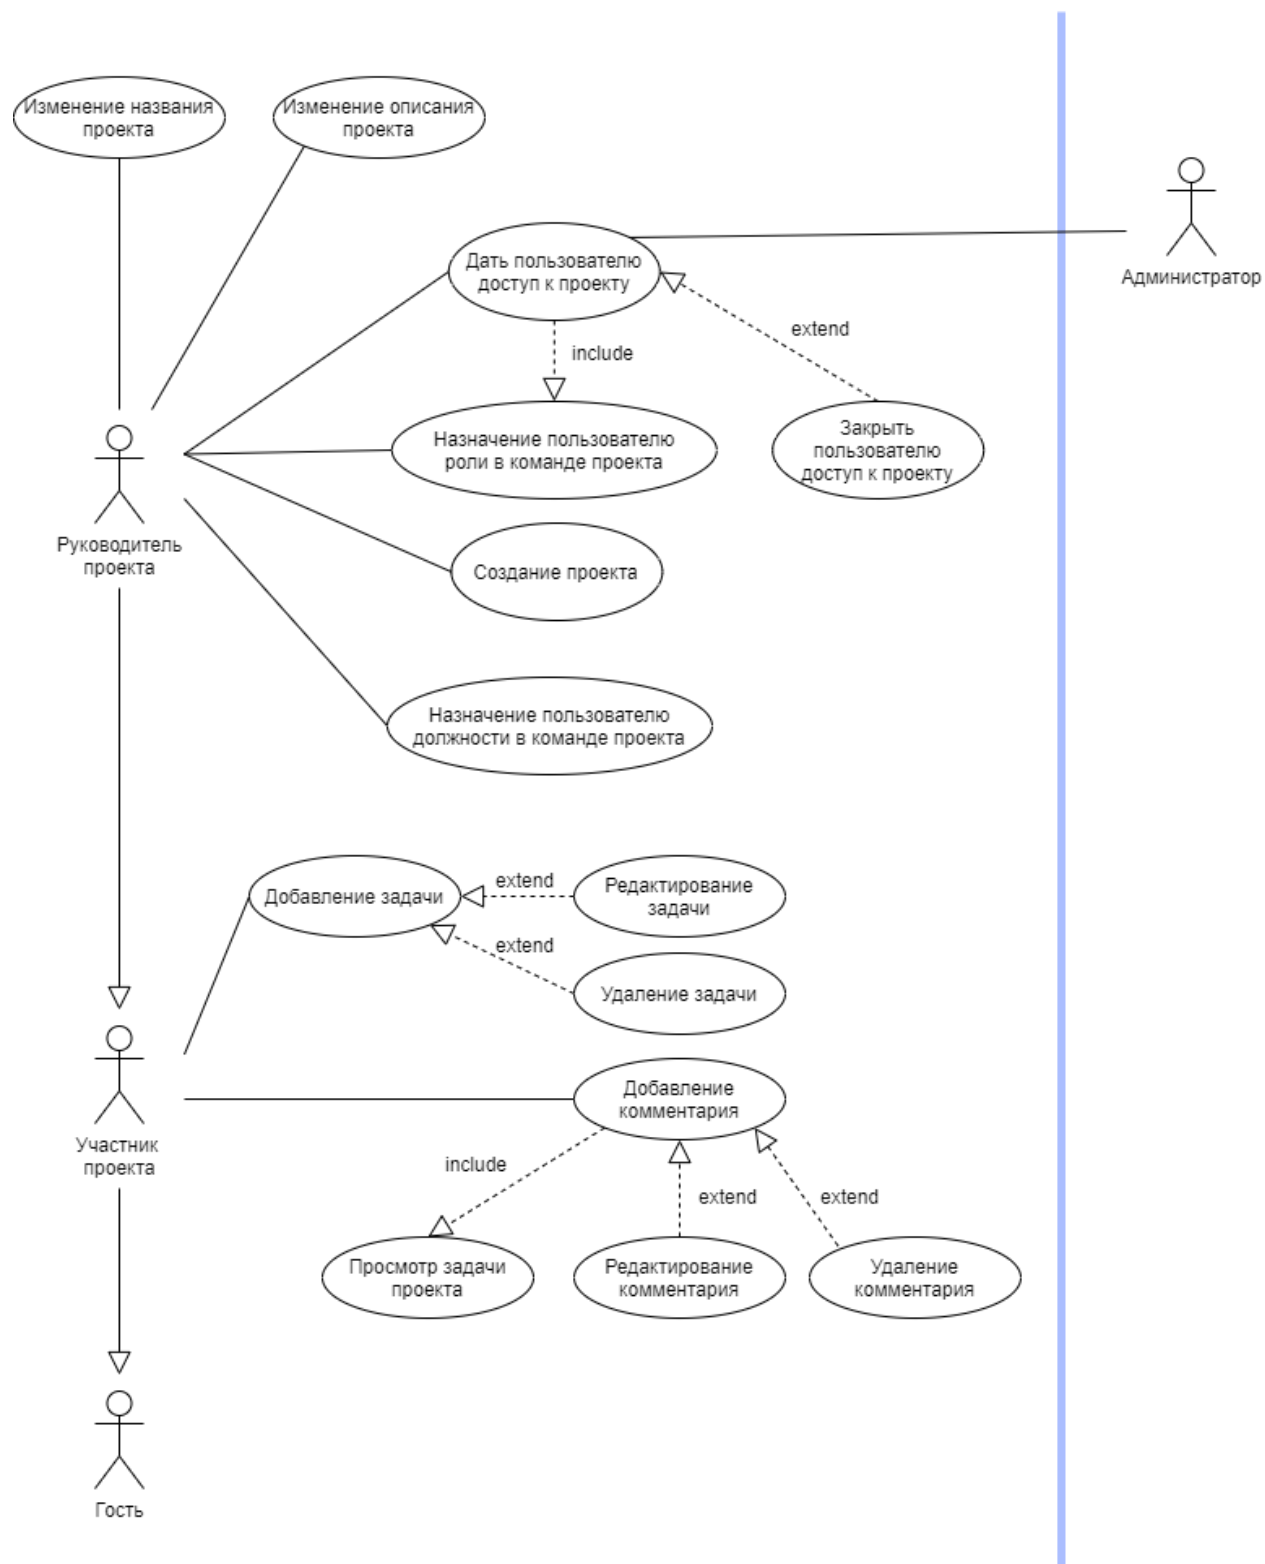 Изменение названия
проекта
Изменение описания
проекта
Администратор
Дать пользователю
доступ к проекту
extend
include
Назначение пользователю
роли в команде проекта
Закрыть
пользователю
доступ к проекту
Руководитель
проекта
Создание проекта
Назначение пользователю
должности в команде проекта
Добавление задачи
extend
Редактирование
задачи
extend
Удаление задачи
Добавление
комментария
Участник
проекта
include
extend
extend
Просмотр задачи
проекта
Редактирование
комментария
Удаление
комментария
Гость